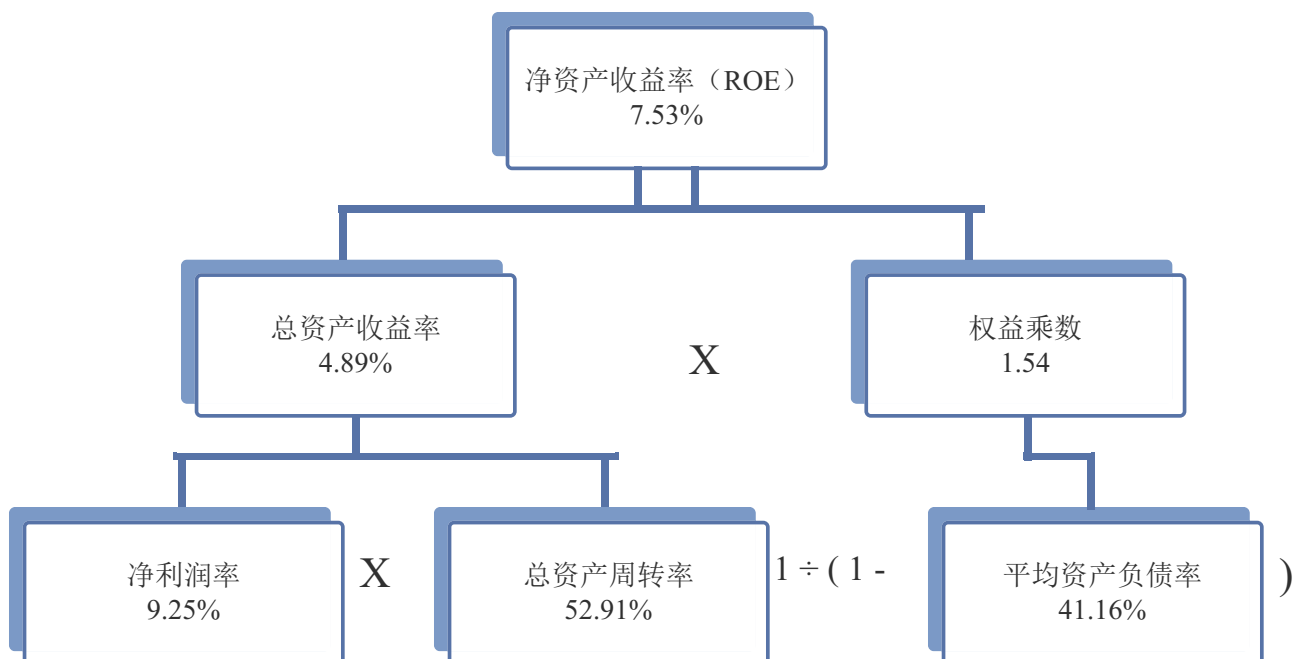 净资产收益率（ROE）
7.53%
总资产收益率
4.89%
X
权益乘数
1.54
净利润率
9.25%
X
总资产周转率
52.91%
1 ÷ ( 1 -
平均资产负债率
41.16%
)